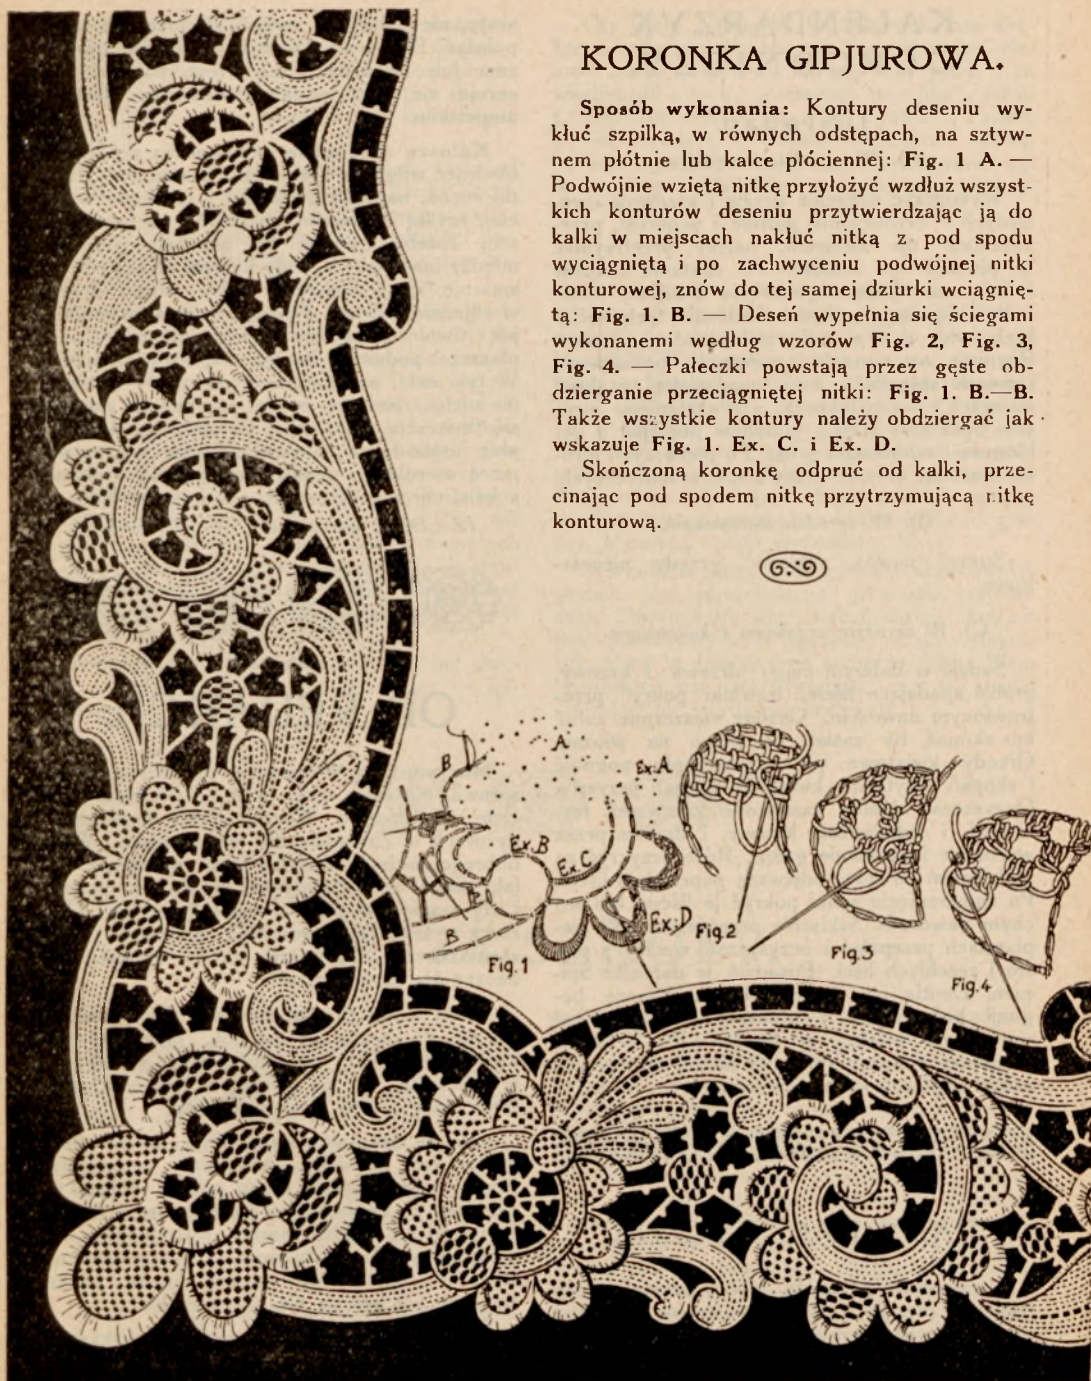 KORONKA GIPJUROWA.
Sposób wykonania: Kontury deseniu wy-
kłuć szpilką, w równych odstępach, na sztyw-
nem płótnie lub kalce płóciennej: Fig. 1 A. —
Podwójnie wziętą nitkę przyłożyć wzdłuż wszyst-
kich konturów deseniu przytwierdzając ją do
kalki w miejscach nakłuć nitką z pod spodu
wyciągniętą i po zachwyceniu podwójnej nitki
konturowej, znów do tej samej dziurki wciągnię-
tą: Fig. 1. B. — Deseń wypełnia się ściegami
wykonanemi według wzorów Fig. 2, Fig. 3,
Fig. 4. — Pałeczki powstają przez gęste ob-
dzierganie przeciągniętej nitki: Fig. 1. B.—B.
Także wszystkie kontury należy obdziergać jak
wskazuje Fig. 1. Ex. C. i Ex. D.
Skończoną koronkę odpruć od kalki, prze-
cinając pod spodem nitkę przytrzymującą nitkę
konturową.
A
B
Ex.A
Ex.B
Ex.C
Ex.D
B
Fig.1
Fig.2
Fig.3
Fig.4